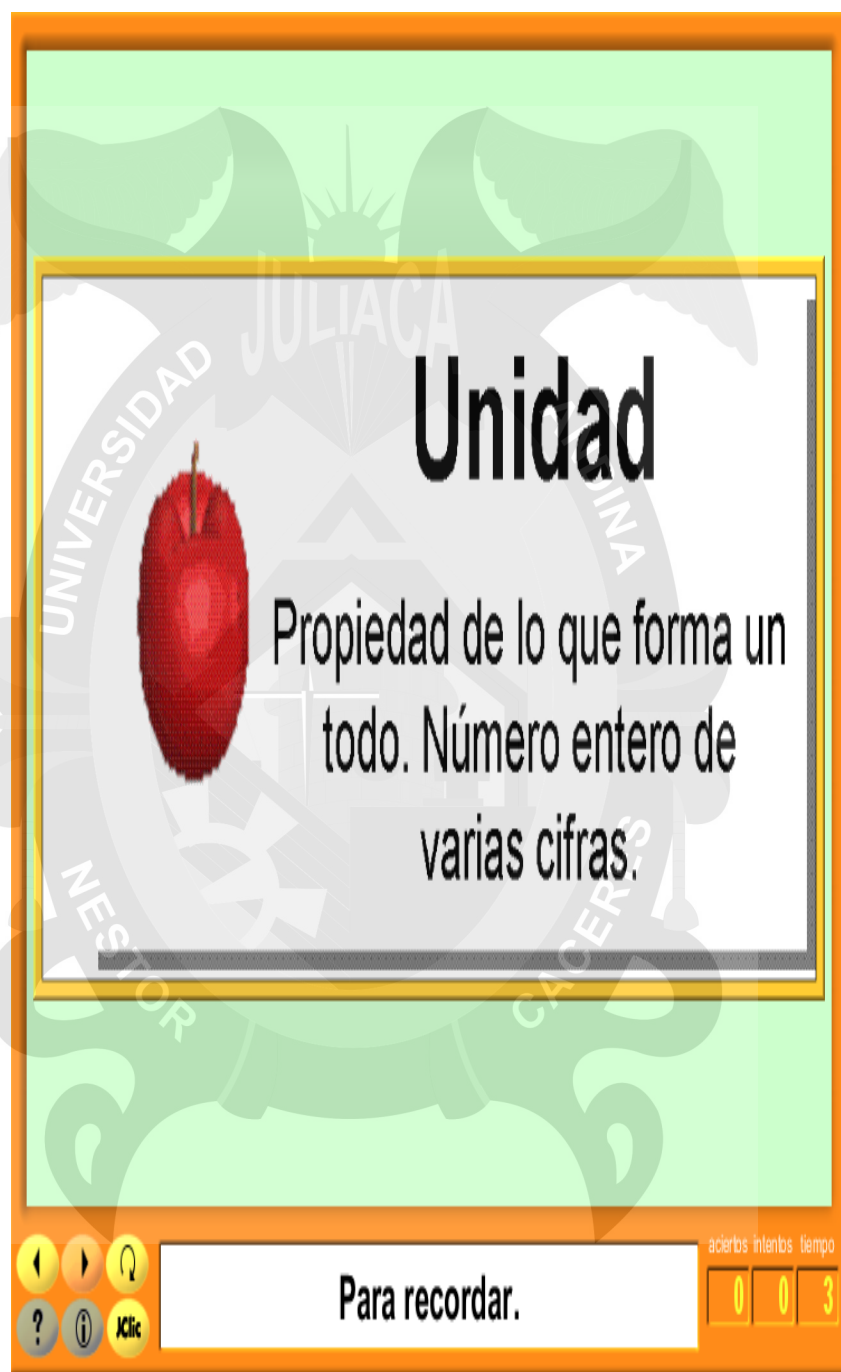 JULIACA
UNIVERSIDAD
ANDINA
Unidad
Propiedad de lo que forma un
todo. Número entero de
varias cifras.
NESTOR
CACERES
aciertos intentos tiempo
0 0 3
Para recordar.
? i JClic